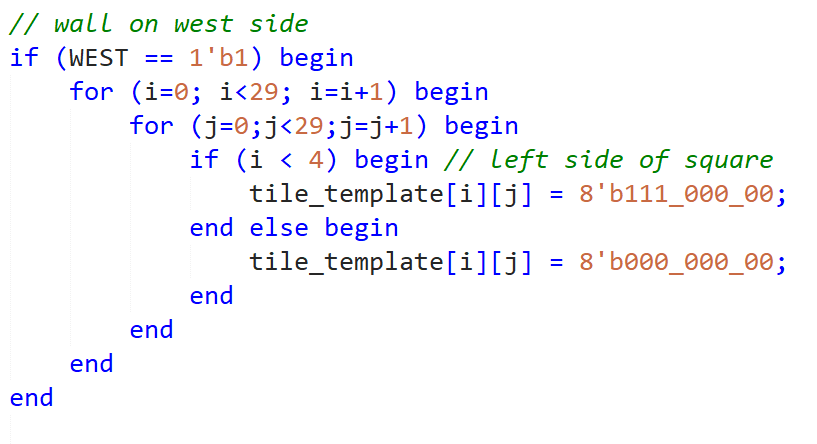 // wall on west side
if (WEST == 1'b1) begin
    for (i=0; i<29; i=i+1) begin
        for (j=0;j<29;j=j+1) begin
            if (i < 4) begin // left side of square
                tile_template[i][j] = 8'b111_000_00;
            end else begin
                tile_template[i][j] = 8'b000_000_00;
            end
        end
    end
end